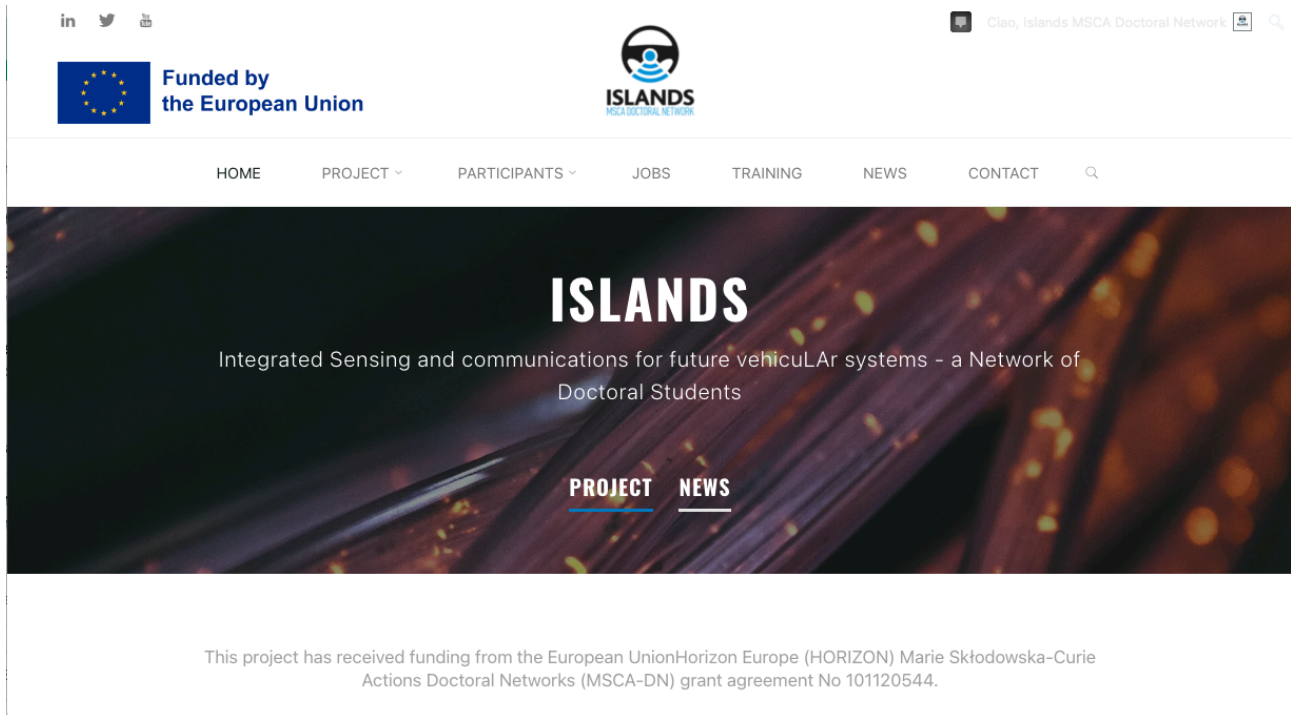 in
You Tube
Ciao, islands MSCA Doctoral Network
Funded by
the European Union
ISLANDS
MSCA DOCTORAL NETWORK
HOME PROJECT PARTICIPANTS JOBS TRAINING NEWS CONTACT
ISLANDS
Integrated Sensing and communications for future vehicuLAr systems - a Network of
Doctoral Students
PROJECT NEWS
This project has received funding from the European UnionHorizon Europe (HORIZON) Marie Skłodowska-Curie
Actions Doctoral Networks (MSCA-DN) grant agreement No 101120544.